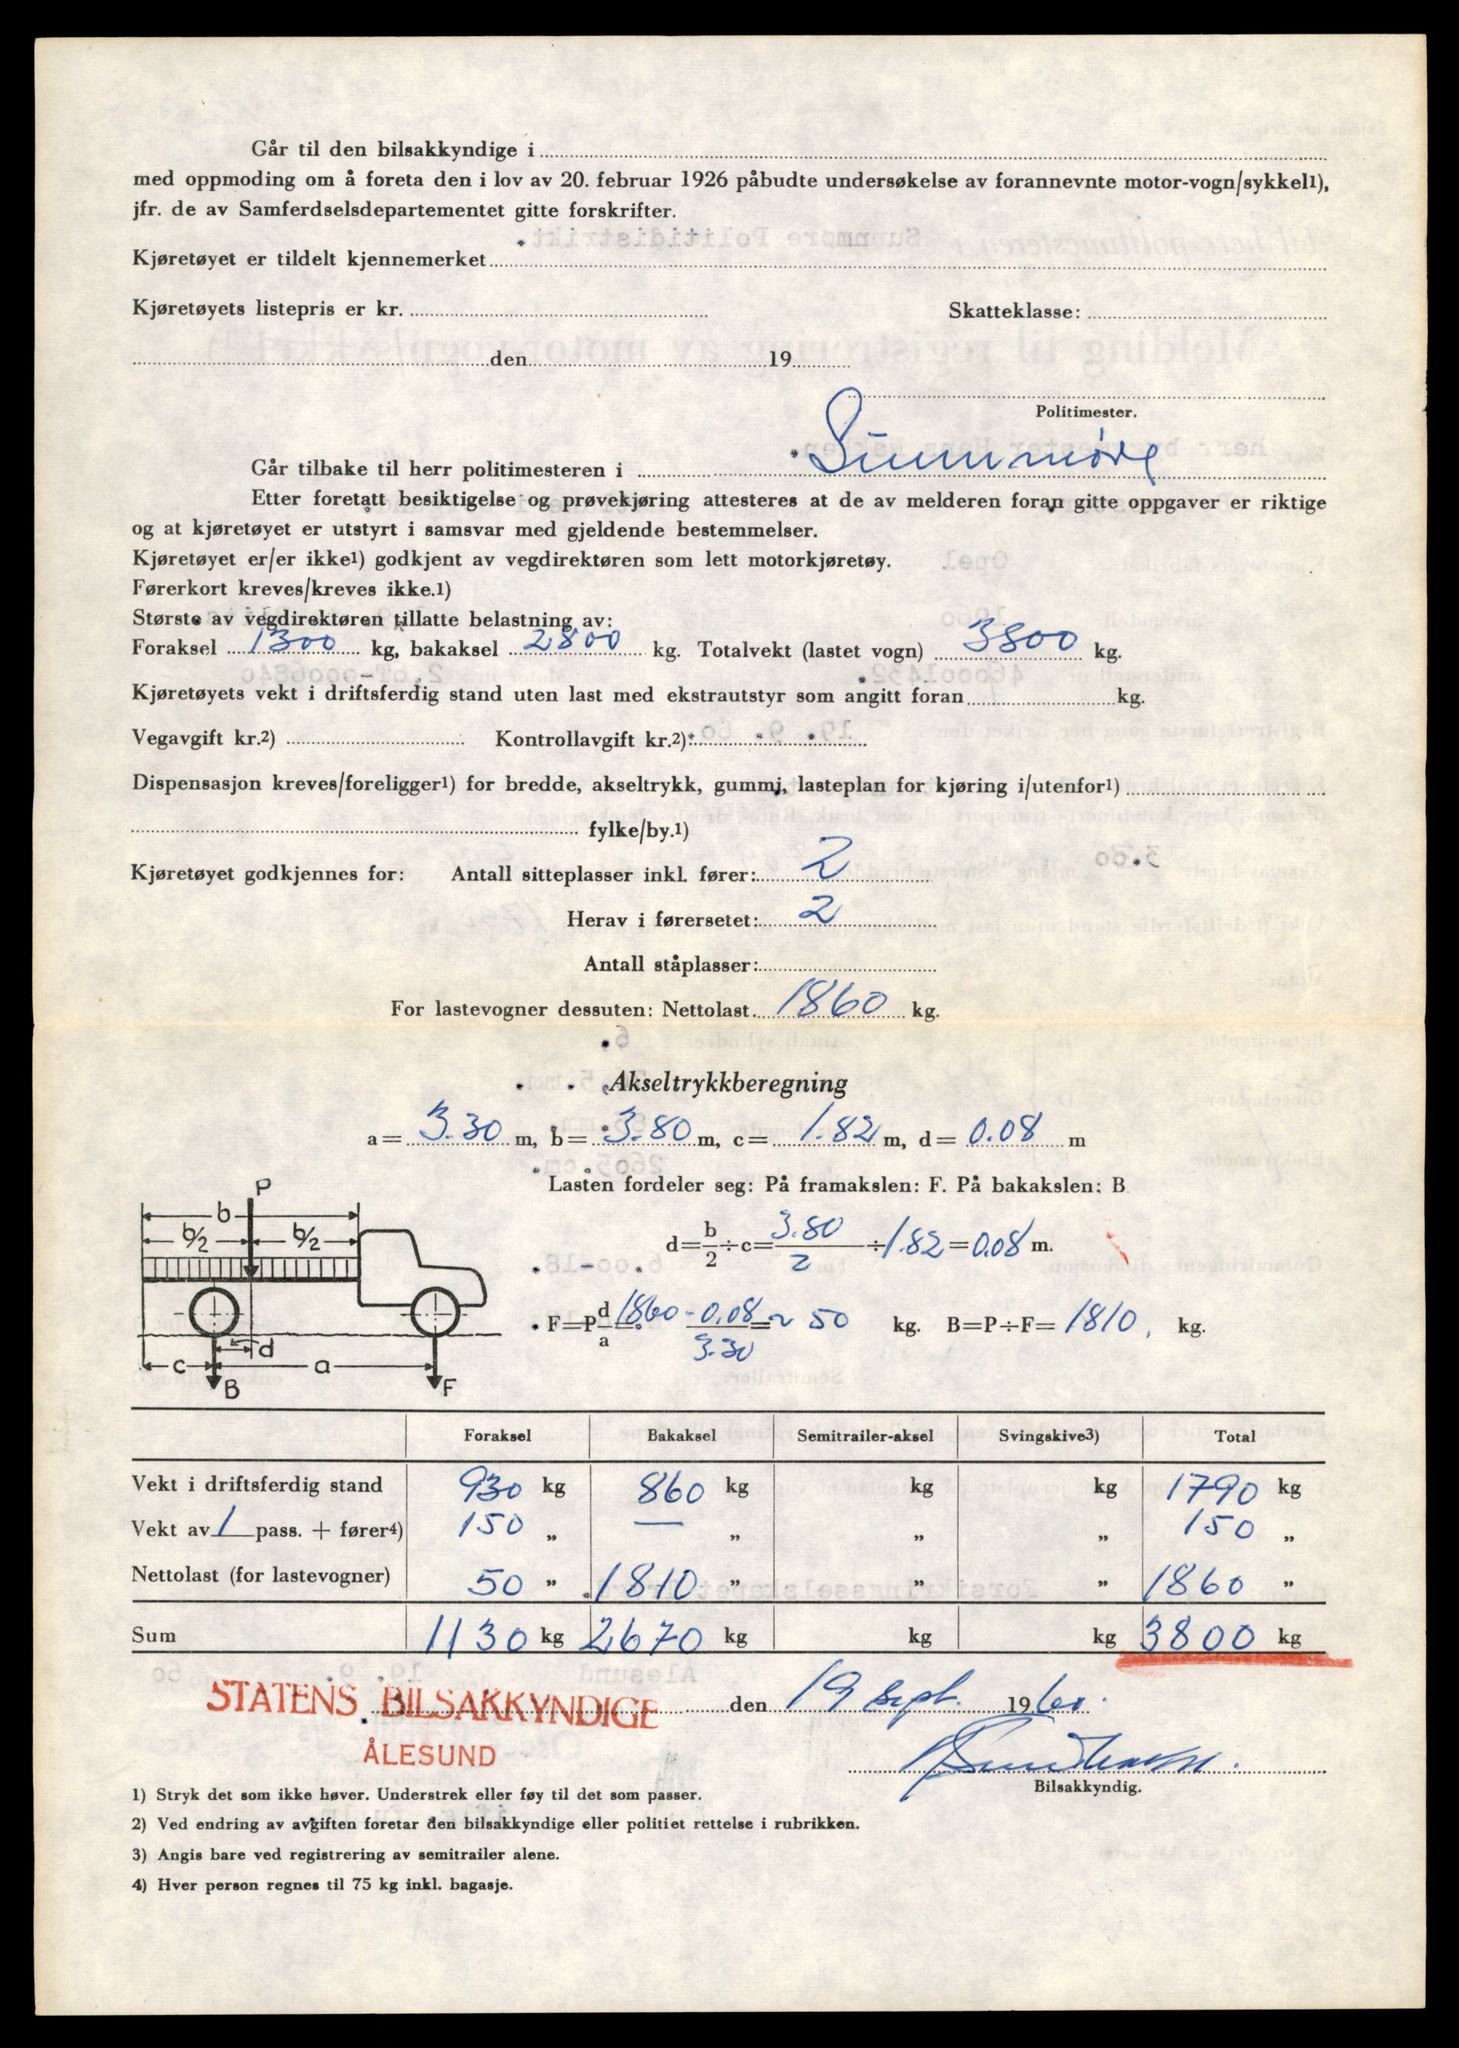 Går til den bilsakkyndige i
med oppmoding om å foreta den i lov av 20. februar 1926 påbudte undersøkelse av forannevnte motor-vogn/sykkel1),
jfr. de av Samferdselsdepartementet gitte forskrifter.
Kjøretøyet er tildelt kjennemerket
Kjøretøyets listepris er kr. Skatteklasse:
den 19
Politimester.
Går tilbake til herr politimesteren i Sunnmøre
Etter foretatt besiktigelse og prøvekjøring attesteres at de av melderen foran gitte oppgaver er riktige
og at kjøretøyet er utstyrt i samsvar med gjeldende bestemmelser.
Kjøretøyet er/er ikke1) godkjent av vegdirektøren som lett motorkjøretøy.
Førerkort kreves/kreves ikke.1)
Største av vegdirektøren tillatte belastning av:
Foraksel 1300 kg, bakaksel 2800 kg. Totalvekt (lastet vogn) 3800 kg.
Kjøretøyets vekt i driftsferdig stand uten last med ekstrautstyr som angitt foran kg.
Vegavgift kr.2) Kontrollavgift kr.2):
Dispensasjon kreves/foreligger1) for bredde, akseltrykk, gummi, lasteplan for kjøring i/utenfor1)
fylke/by.1)
Kjøretøyet godkjennes for: Antall sitteplasser inkl. fører: 2
Herav i førersetet: 2
Antall ståplasser:
For lastevogner dessuten: Nettolast 1860 kg.
Akseltrykkberegning
a = 3.30 m, b = 3.80 m, c = 1.82 m, d = 0.08 m
Lasten fordeler seg: På framakslen: F. På bakakslen: B.
d = b/2 ÷ c = 3.80/2 ÷ 1.82 = 0.08 m.
F = P d/a = 1860 - 0.08/3.30 = ~ 50 kg. B = P ÷ F = 1810, kg.
P
b
b/2 b/2
d
c a
B F
Foraksel Bakaksel Semitrailer-aksel Svingskive3) Total
Vekt i driftsferdig stand 930 kg 860 kg kg kg 1790 kg
Vekt av 1 pass. + fører4) 150 „ — „ „ „ 150 „
Nettolast (for lastevogner) 50 „ 1810 „ „ „ 1860 „
Sum 1130 kg 2670 kg kg kg 3800 kg
STATENS BILSAKKYNDIGE den 19 sept. 1960.
ÅLESUND
Bilsakkyndig.
1) Stryk det som ikke høver. Understrek eller føy til det som passer.
2) Ved endring av avgiften foretar den bilsakkyndige eller politiet rettelse i rubrikken.
3) Angis bare ved registrering av semitrailer alene.
4) Hver person regnes til 75 kg inkl. bagasje.